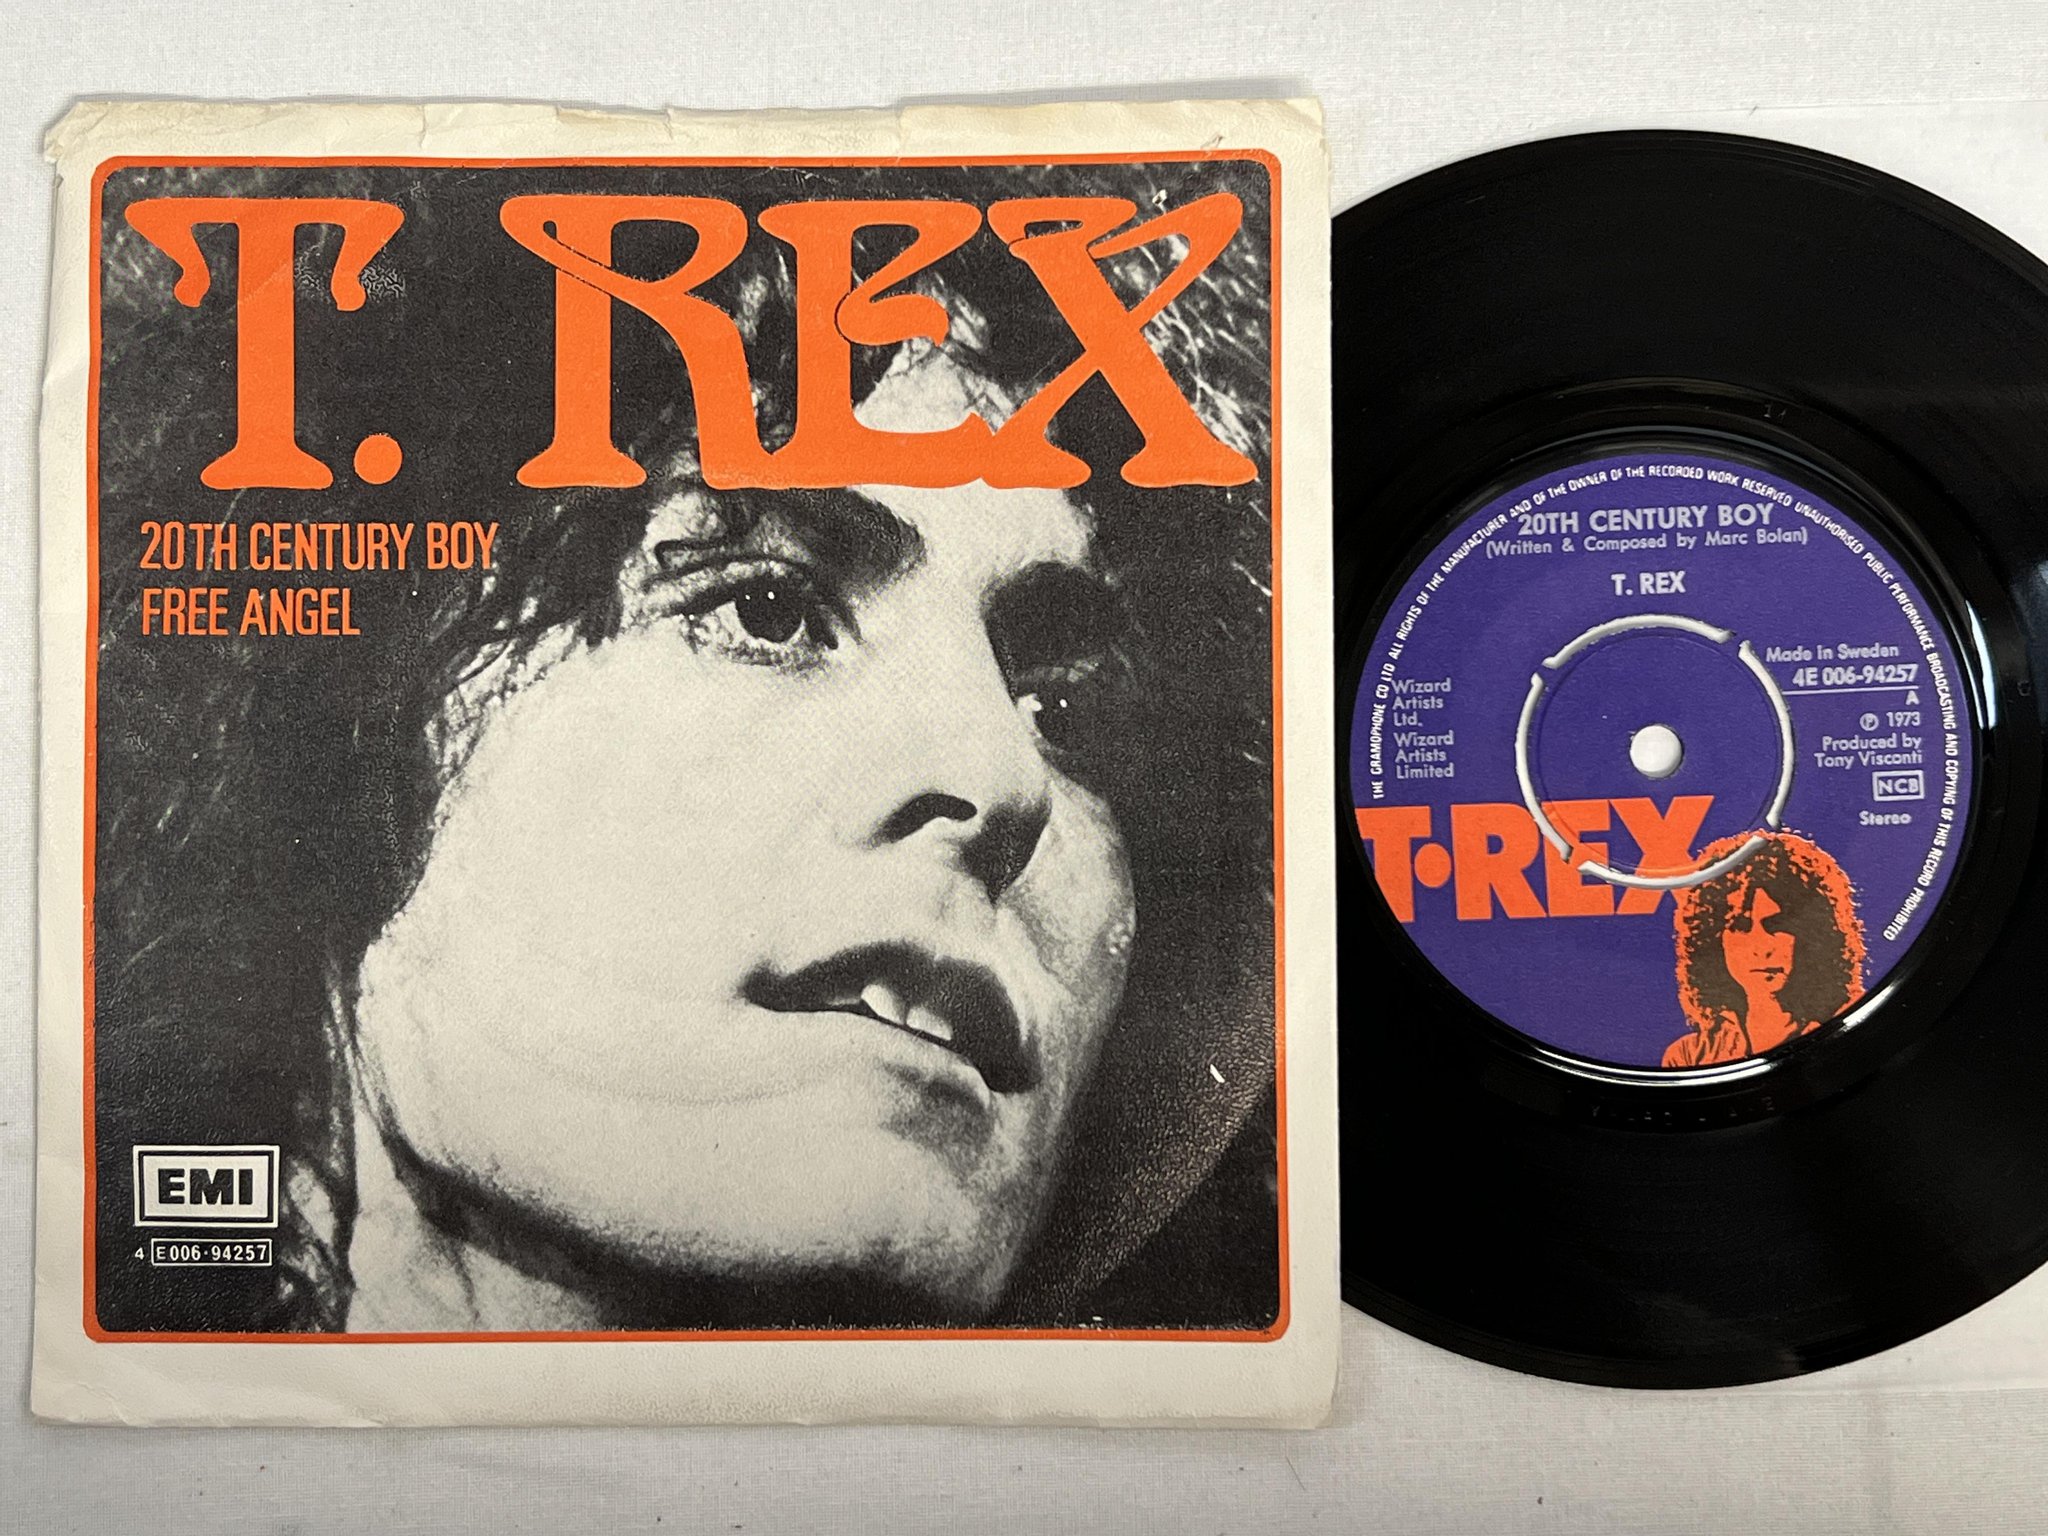 T. REX
20TH CENTURY BOY
FREE ANGEL
EMI
4 E 006·94257
THE GRAMOPHONE CO LTD ALL RIGHTS OF THE MANUFACTURER AND OF THE OWNER OF THE RECORDED WORK RESERVED UNAUTHORISED PUBLIC PERFORMANCE BROADCASTING AND COPYING OF THIS RECORD PROHIBITED
20TH CENTURY BOY
(Written & Composed by Marc Bolan)
T. REX
Made in Sweden
4E 006-94257
A
Ⓟ 1973
Produced by
Tony Visconti
NCB
Stereo
Wizard
Artists
Ltd.
Wizard
Artists
Limited
T·REX